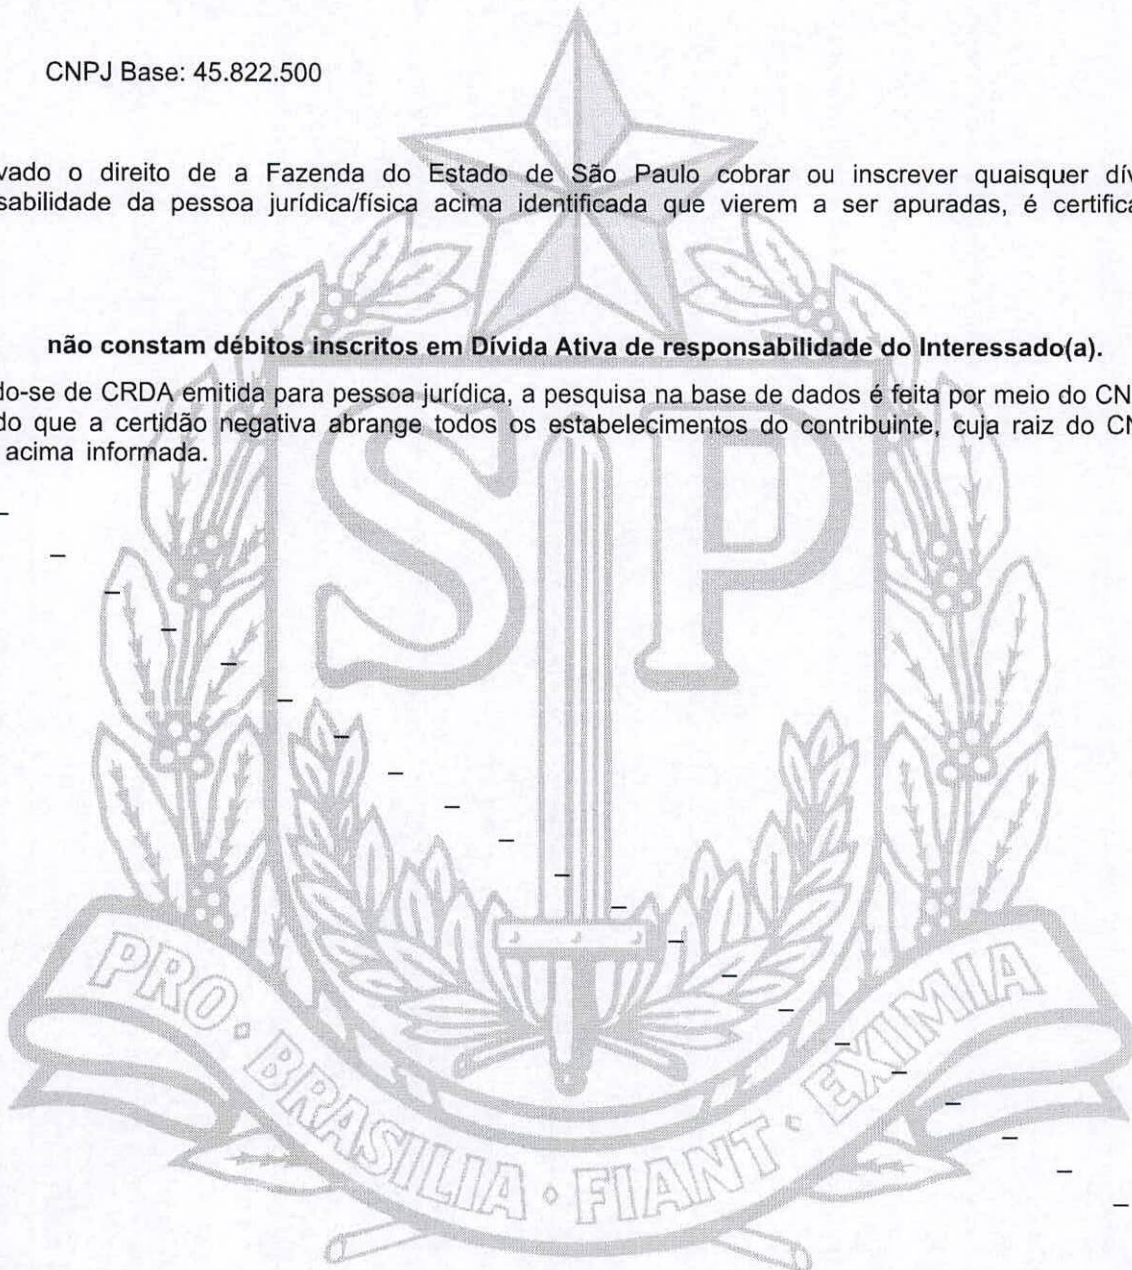 CNPJ Base: 45.822.500
vado o direito de a Fazenda do Estado de São Paulo cobrar ou inscrever quaisquer dív
sabilidade da pessoa jurídica/física acima identificada que vierem a ser apuradas, é certifica
não constam débitos inscritos em Dívida Ativa de responsabilidade do Interessado(a).
do-se de CRDA emitida para pessoa jurídica, a pesquisa na base de dados é feita por meio do CN
do que a certidão negativa abrange todos os estabelecimentos do contribuinte, cuja raiz do CN
acima informada.
SP
PRO · BRASILIA · FIANT · EXIMIA